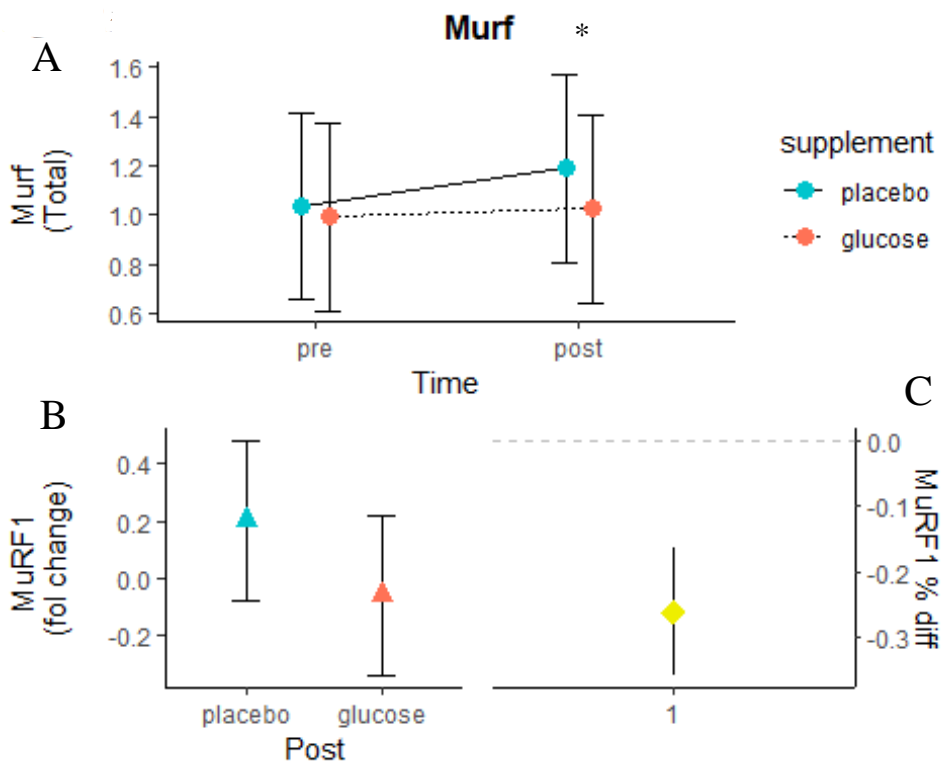 Murf *
A
1.6
1.4
1.2
1.0
0.8
0.6
Murf
(Total)
pre
post
Time
supplement
placebo
glucose
B
0.4
0.2
0.0
-0.2
MuRF1
(fol change)
placebo
glucose
Post
C
0.0
-0.1
-0.2
-0.3
MuRF1 % diff
1